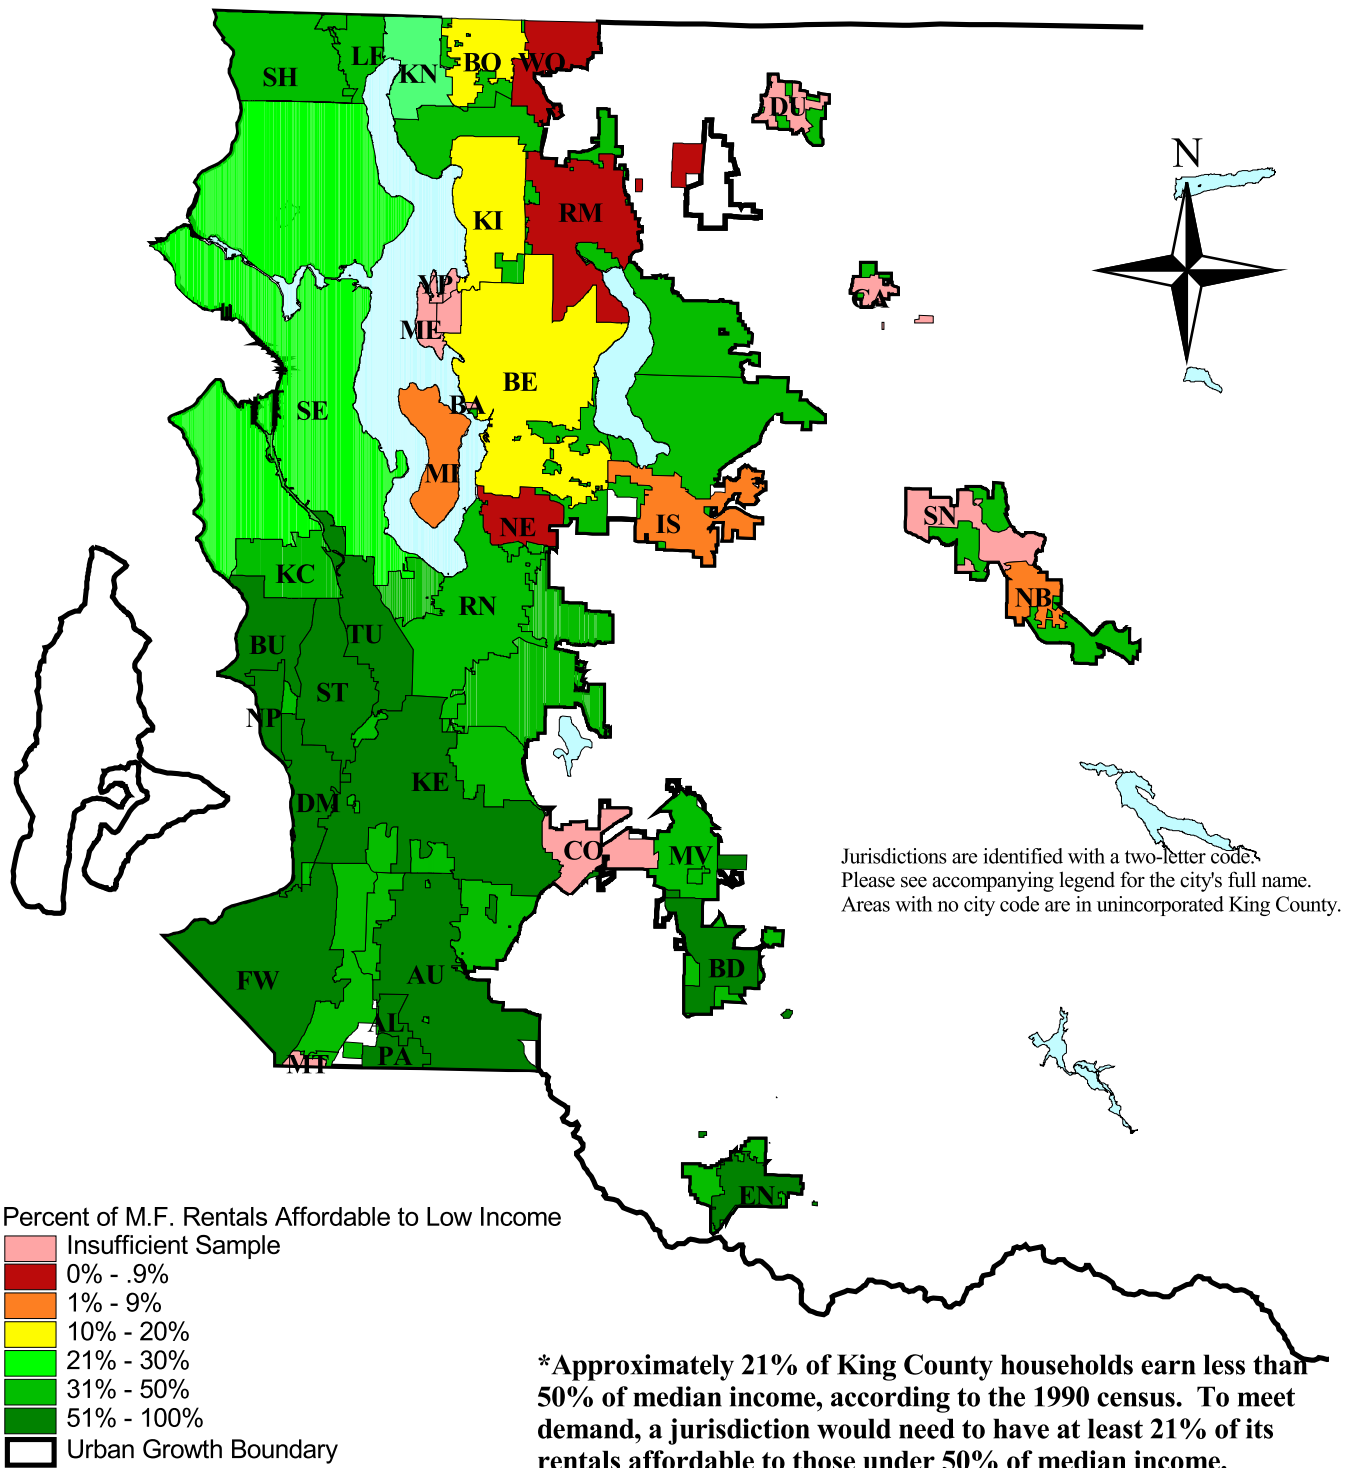 LF
SH
KN
BO
WO
DU
N
KI
RM
YP
CA
ME
BE
SE
BA
MI
SN
NE
IS
KC
NB
RN
BU
TU
ST
NP
KE
DM
CO
MV
Jurisdictions are identified with a two-letter code.
Please see accompanying legend for the city's full name.
Areas with no city code are in unincorporated King County.
FW
AU
BD
AL
PA
MT
EN
Percent of M.F. Rentals Affordable to Low Income
Insufficient Sample
0% - .9%
1% - 9%
10% - 20%
21% - 30%
31% - 50%
51% - 100%
Urban Growth Boundary
*Approximately 21% of King County households earn less than
50% of median income, according to the 1990 census. To meet
demand, a jurisdiction would need to have at least 21% of its
rentals affordable to those under 50% of median income.